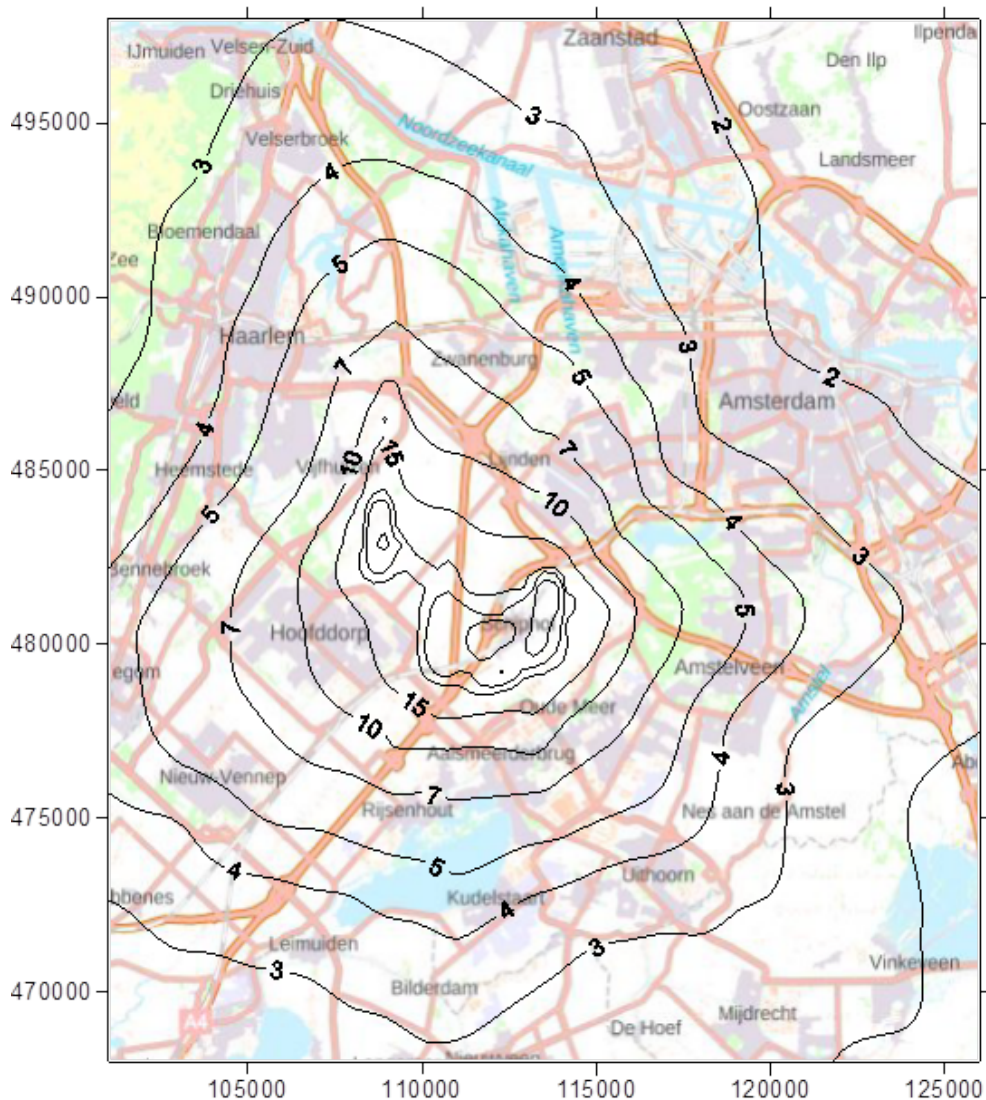 IJmuiden Velsen-Zuid
Zaanstad
Ilpenda
Den Ilp
Driehuis
Oostzaan
495000
3
2
Velserbroek
Noordzeekanaal
Landsmeer
3
4
Bloemendaal
Zee
5
4
490000
Haarlem
Zwanenburg
3
7
5
2
Amsterdam
eld
4
7
Lijnden
10
15
485000
Heemstede
10
5
4
3
Bennebroek
5
7
Hoofddorp
480000
Amstelveen
egom
Amstel
15
Oude Meer
10
Aalsmeerderbrug
4
3
Nieuw-Vennep
7
Rijsenhout
Nes aan de Amstel
475000
5
4
Uithoorn
bbenes
Kudelstaart
4
Leimuiden
3
3
Vinkeveen
470000
Bilderdam
A4
De Hoef
Mijdrecht
105000
110000
115000
120000
125000